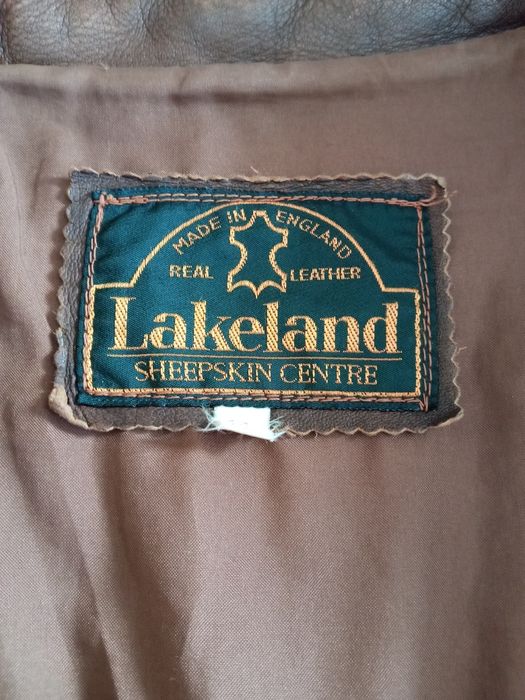 MADE IN ENGLAND
REAL LEATHER
Lakeland
SHEEPSKIN CENTRE